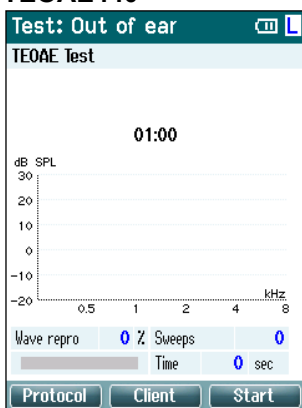 Test: Out of ear L
TEOAE Test
01:00
dB SPL
30
20
10
0
-10
-20
kHz
0.5 1 2 4 8
Wave repro 0 % Sweeps 0
Time 0 sec
Protocol Client Start